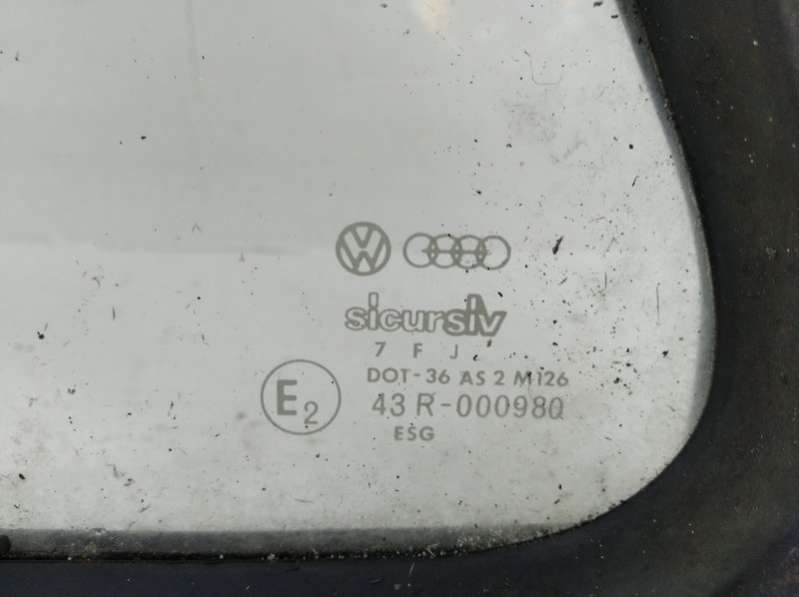 sicursiv
7 F J
DOT-36 AS 2 M126
E2 43 R-000980
ESG